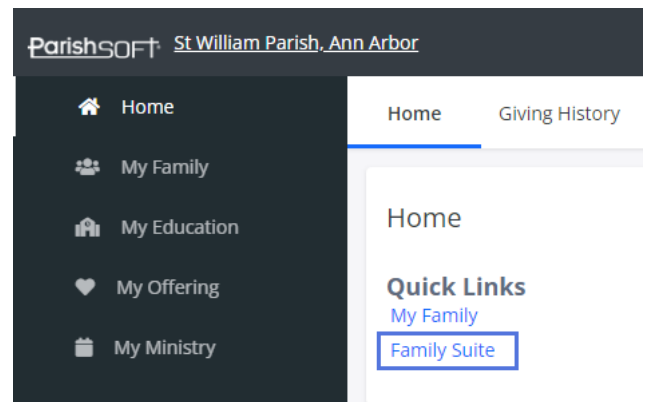 ParishSOFT St William Parish, Ann Arbor
Home
My Family
My Education
My Offering
My Ministry
Home Giving History
Home
Quick Links
My Family
Family Suite